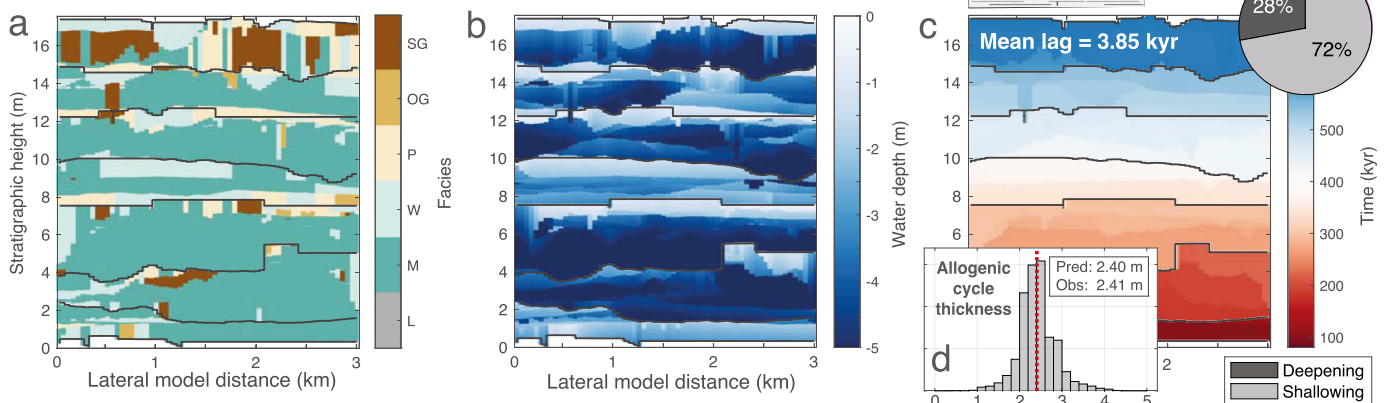 a
Stratigraphic height (m)
16
14
12
10
8
6
4
2
0
0
1
2
3
Lateral model distance (km)
SG
OG
P
W
M
L
Facies
b
16
14
12
10
8
6
4
2
0
0
1
2
3
Lateral model distance (km)
0
-1
-2
-3
-4
-5
Water depth (m)
c
Mean lag = 3.85 kyr
16
14
12
10
8
6
2
28%
72%
500
400
300
200
100
Time (kyr)
Allogenic
cycle
thickness
Pred: 2.40 m
Obs: 2.41 m
d
0
1
2
3
4
5
Deepening
Shallowing